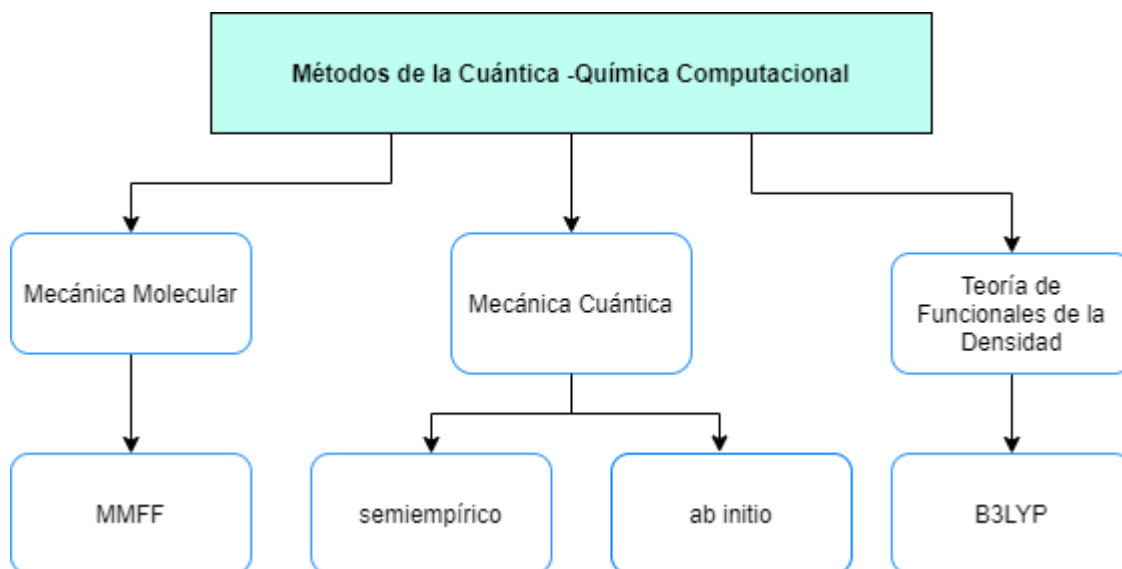 Métodos de la Cuántica -Química Computacional
Mecánica Molecular
Mecánica Cuántica
Teoría de
Funcionales de la
Densidad
MMFF
semiempírico
ab initio
B3LYP